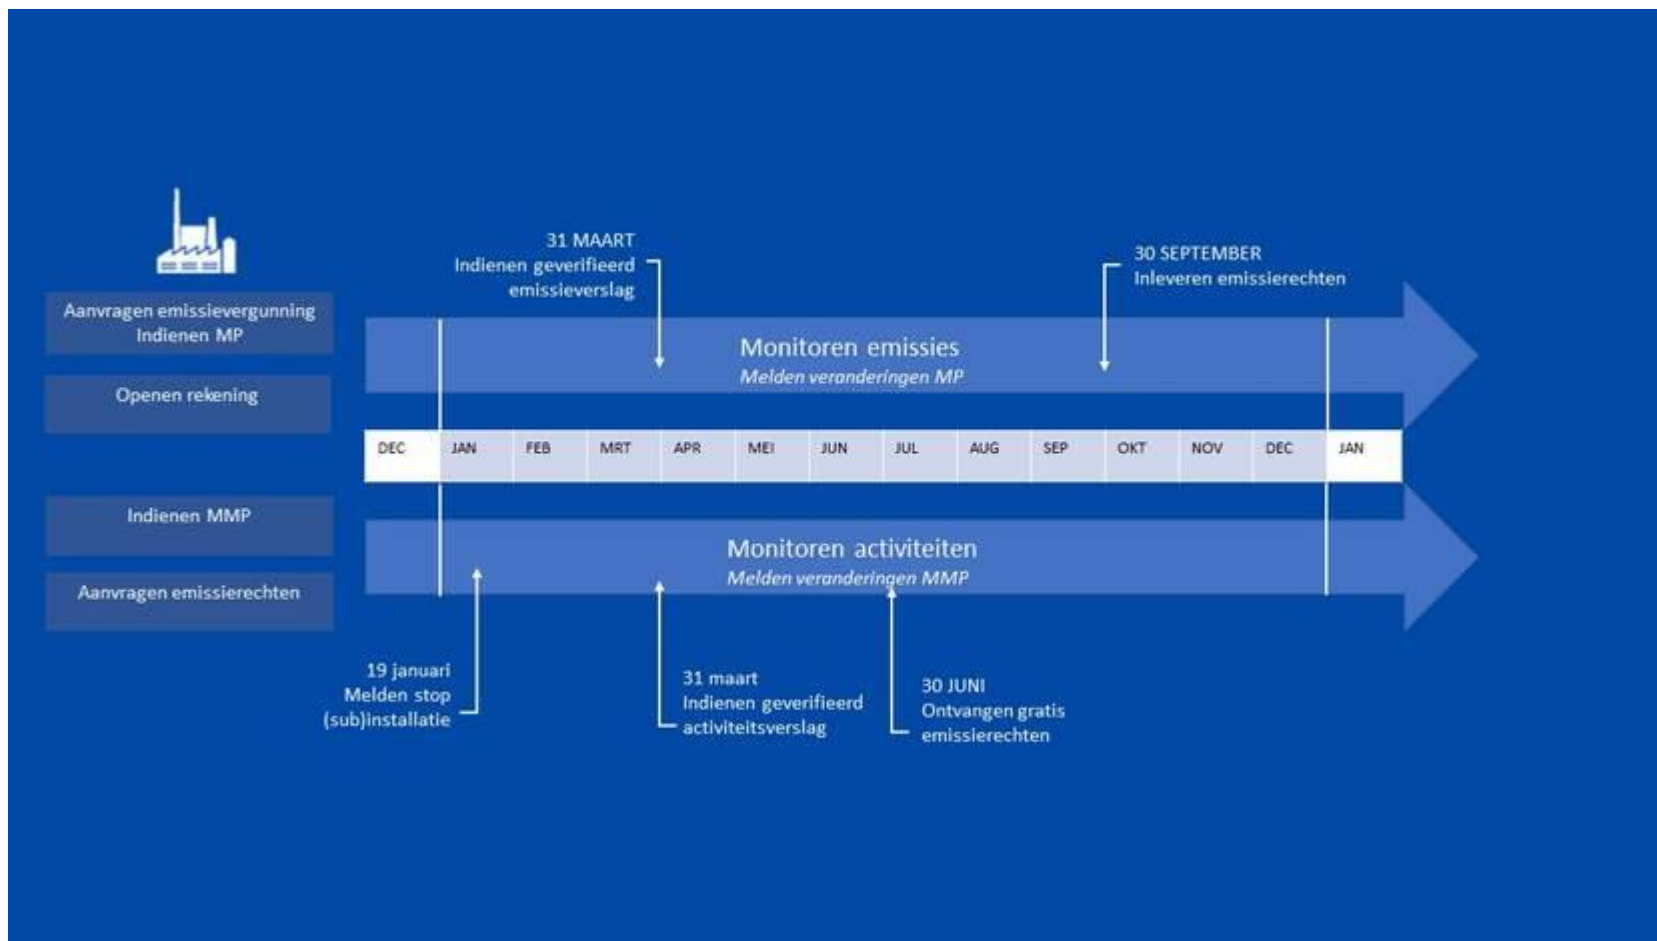 Aanvragen emissievergunning
Indienen MP
Openen rekening
Indienen MMP
Aanvragen emissierechten
31 MAART
Indienen geverifieerd
emissieverslag
30 SEPTEMBER
Inleveren emissierechten
Monitoren emissies
Melden veranderingen MP
DEC JAN FEB MRT APR MEI JUN JUL AUG SEP OKT NOV DEC JAN
Monitoren activiteiten
Melden veranderingen MMP
19 januari
Melden stop
(sub)installatie
31 maart
Indienen geverifieerd
activiteitsverslag
30 JUNI
Ontvangen gratis
emissierechten